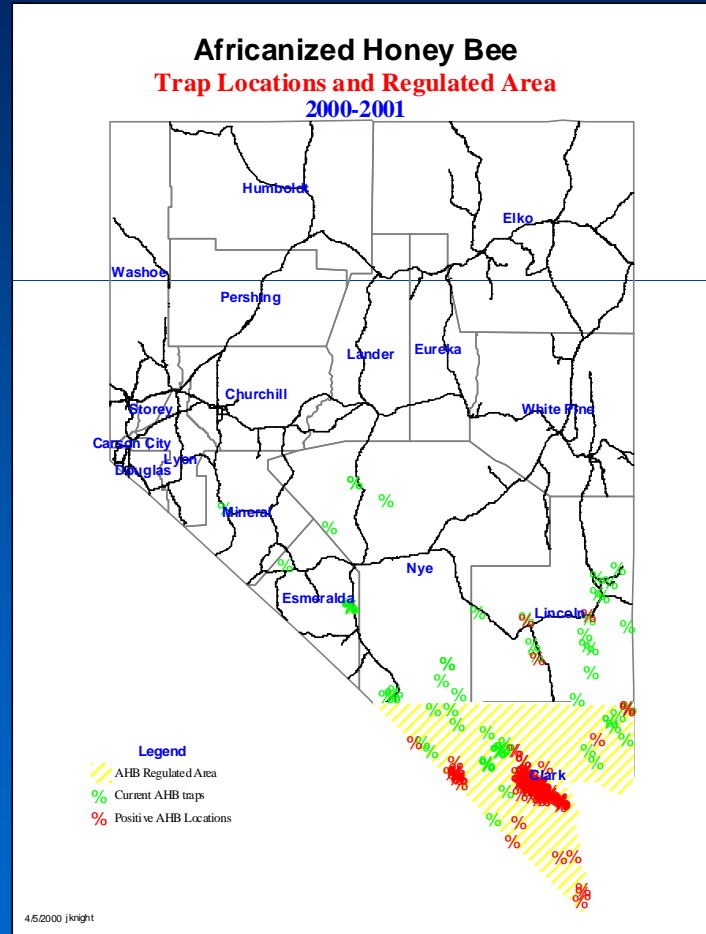 Africanized Honey Bee
Trap Locations and Regulated Area
2000-2001
Humboldt
Elko
Washoe
Pershing
Lander
Eureka
Churchill
Storey
White Pine
Carson City
Lyon
Douglas
Mineral
Nye
Esmeralda
Lincoln
Clark
Legend
AHB Regulated Area
% Current AHB traps
% Positive AHB Locations
4/5/2000 jknight